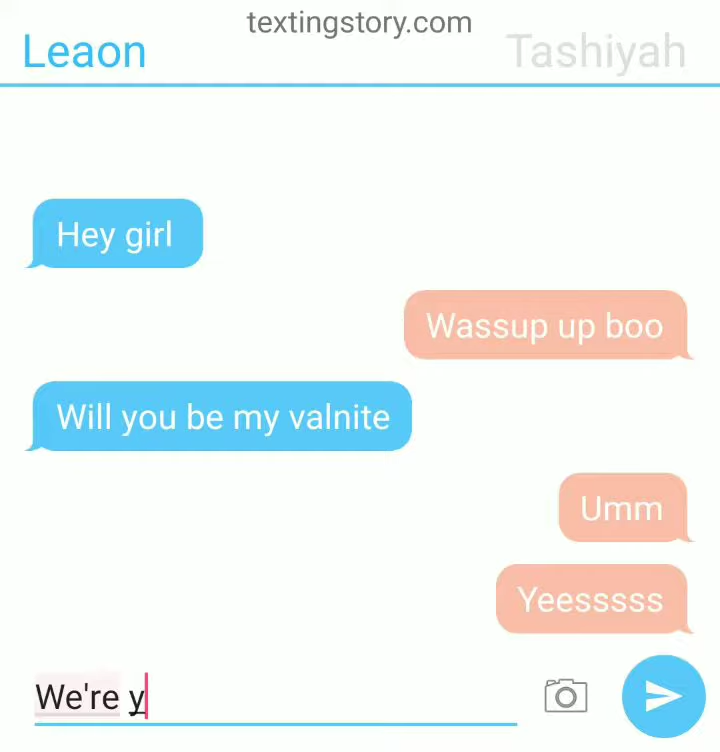 textingstory.com
Leaon Tashiyah
Hey girl
Wassup up boo
Will you be my valnite
Umm
Yeesssss
We're y